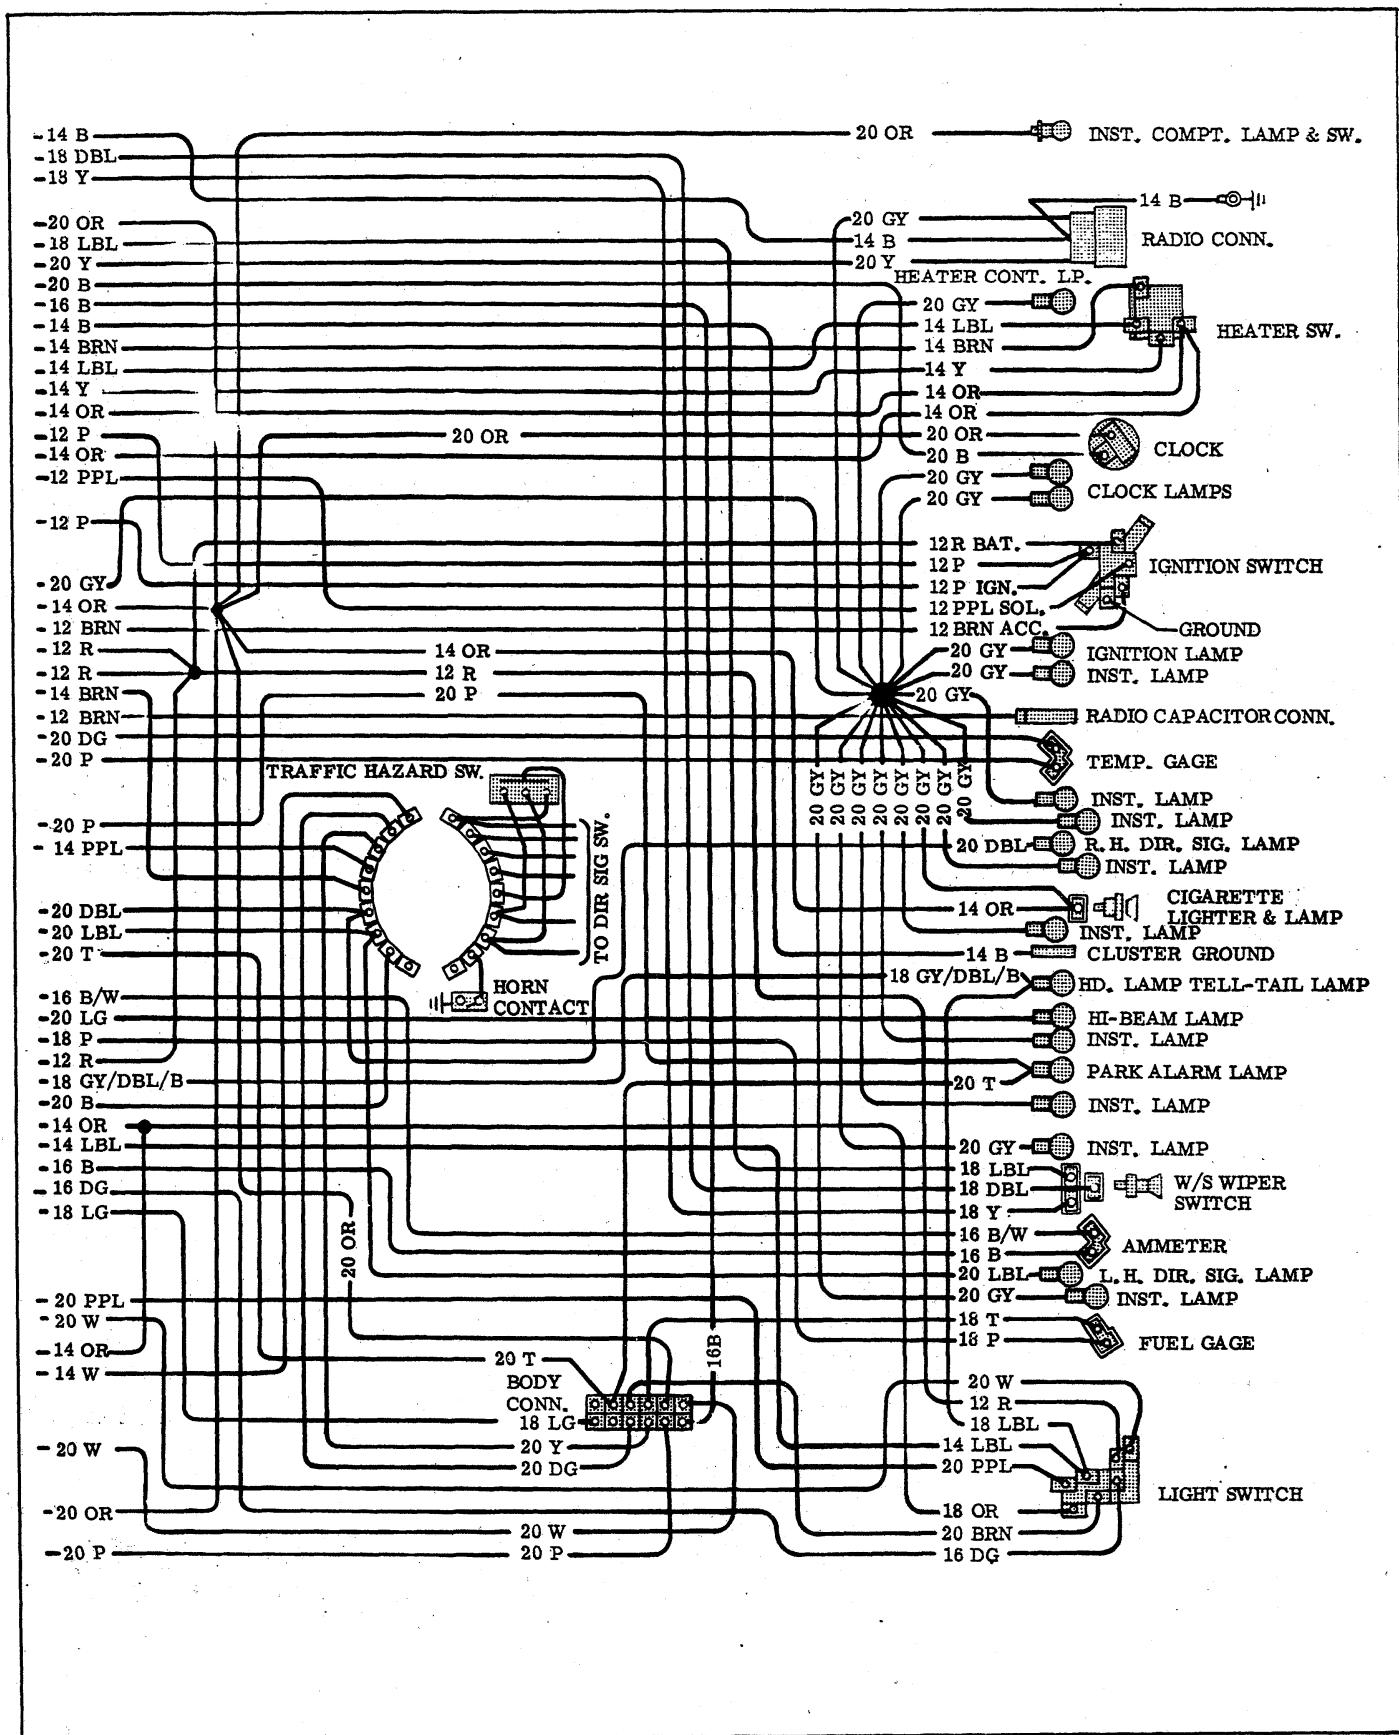 -14 B
-18 DBL
-18 Y
20 OR
INST. COMPT. LAMP & SW.
-20 OR
-18 LBL
-20 Y
-20 B
-16 B
-14 B
-14 BRN
-14 LBL
-14 Y
-14 OR
-12 P
-14 OR
-12 PPL
-12 P
-20 GY
-14 OR
-12 BRN
-12 R
-12 R
-14 BRN
-12 BRN
-20 DG
-20 P
-20 P
-14 PPL
-20 DBL
-20 LBL
-20 T
-16 B/W
-20 LG
-18 P
-12 R
-18 GY/DBL/B
-20 B
-14 OR
-14 LBL
-16 B
-16 DG
-18 LG
-20 PPL
-20 W
-14 OR
-14 W
-20 W
-20 OR
-20 P
20 OR
14 OR
12 R
20 P
TRAFFIC HAZARD SW.
TO DIR SIG SW.
HORN
CONTACT
20 OR
20 T
BODY
CONN.
18 LG
20 Y
20 DG
20 W
20 P
16B
14 B
20 GY
14 B
20 Y
RADIO CONN.
HEATER CONT. LP.
20 GY
14 LBL
14 BRN
14 Y
14 OR
14 OR
HEATER SW.
20 OR
20 B
CLOCK
20 GY
20 GY
CLOCK LAMPS
12R BAT.
12 P
12 P IGN.
12 PPL SOL.
12 BRN ACC.
IGNITION SWITCH
GROUND
20 GY
IGNITION LAMP
20 GY
INST. LAMP
20 GY
RADIO CAPACITOR CONN.
TEMP. GAGE
20 GY
20 GY
20 GY
20 GY
20 GY
20 GY
20 GY
20 GY
INST. LAMP
INST. LAMP
20 DBL
R.H. DIR. SIG. LAMP
INST. LAMP
14 OR
CIGARETTE
LIGHTER & LAMP
INST. LAMP
14 B
CLUSTER GROUND
18 GY/DBL/B
HD. LAMP TELL-TAIL LAMP
HI-BEAM LAMP
INST. LAMP
20 T
PARK ALARM LAMP
INST. LAMP
20 GY
INST. LAMP
18 LBL
18 DBL
18 Y
W/S WIPER
SWITCH
16 B/W
16 B
AMMETER
20 LBL
L.H. DIR. SIG. LAMP
20 GY
INST. LAMP
18 T
18 P
FUEL GAGE
20 W
12 R
18 LBL
14 LBL
20 PPL
LIGHT SWITCH
18 OR
20 BRN
16 DG